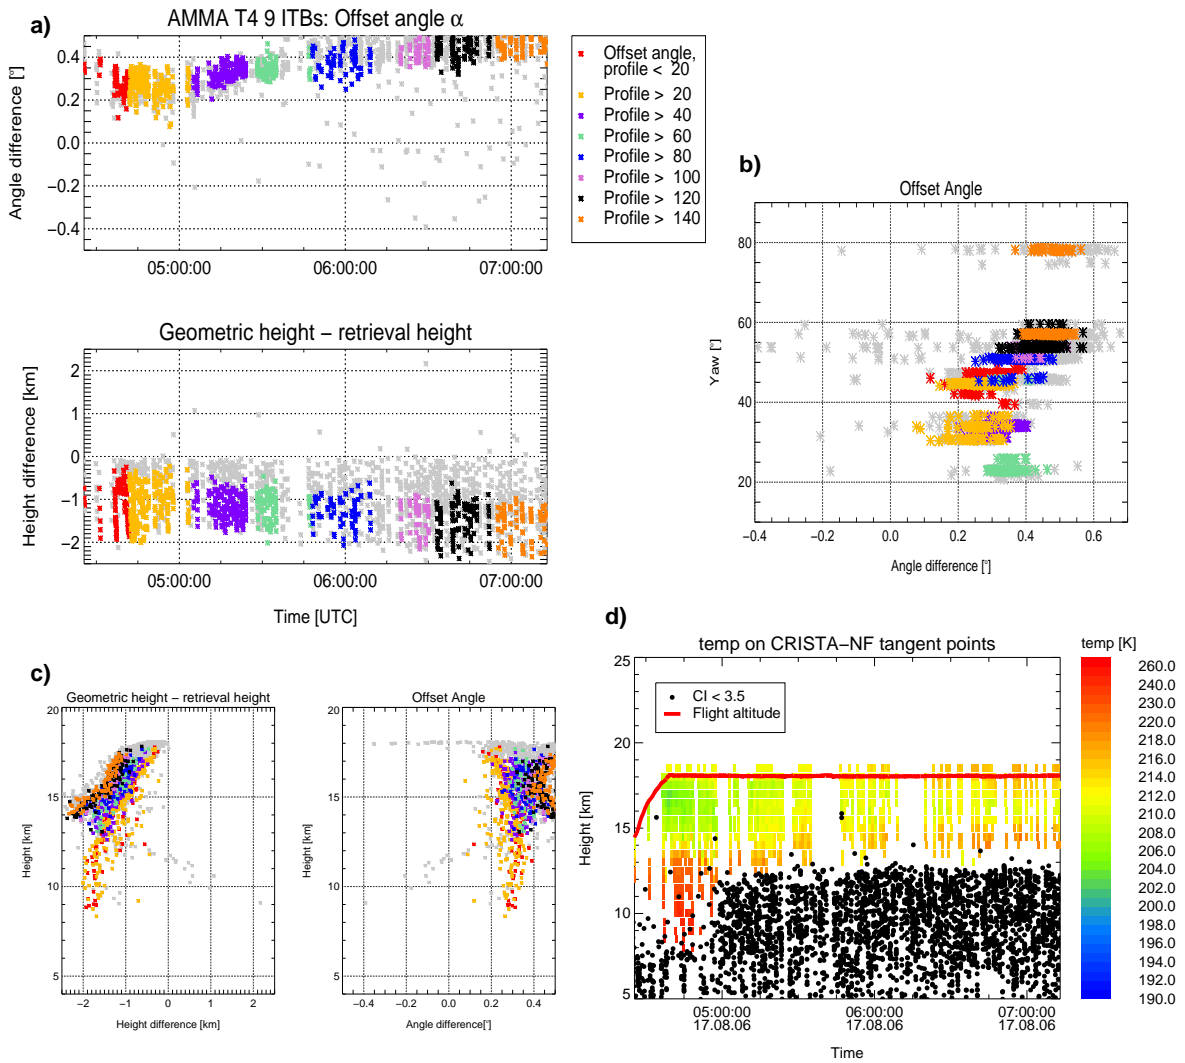 a)
AMMA T4 9 ITBs: Offset angle α
Angle difference [°]
0.4
0.2
0.0
−0.2
−0.4
05:00:00 06:00:00 07:00:00
Offset angle,
profile < 20
Profile > 20
Profile > 40
Profile > 60
Profile > 80
Profile > 100
Profile > 120
Profile > 140
Geometric height − retrieval height
Height difference [km]
2
1
0
−1
−2
05:00:00 06:00:00 07:00:00
Time [UTC]
b)
Offset Angle
Yaw [°]
80
60
40
20
−0.4 −0.2 0.0 0.2 0.4 0.6
Angle difference [°]
c)
Geometric height − retrieval height
Height [km]
20
15
10
5
−2 −1 0 1 2
Height difference [km]
Offset Angle
Height [km]
20
15
10
5
−0.4 −0.2 0.0 0.2 0.4
Angle difference[°]
d)
temp on CRISTA−NF tangent points
Height [km]
25
20
15
10
5
CI < 3.5
Flight altitude
05:00:00 06:00:00 07:00:00
17.08.06 17.08.06 17.08.06
Time
temp [K]
260.0
240.0
220.0
218.0
216.0
214.0
212.0
210.0
208.0
206.0
204.0
202.0
200.0
198.0
196.0
194.0
192.0
190.0